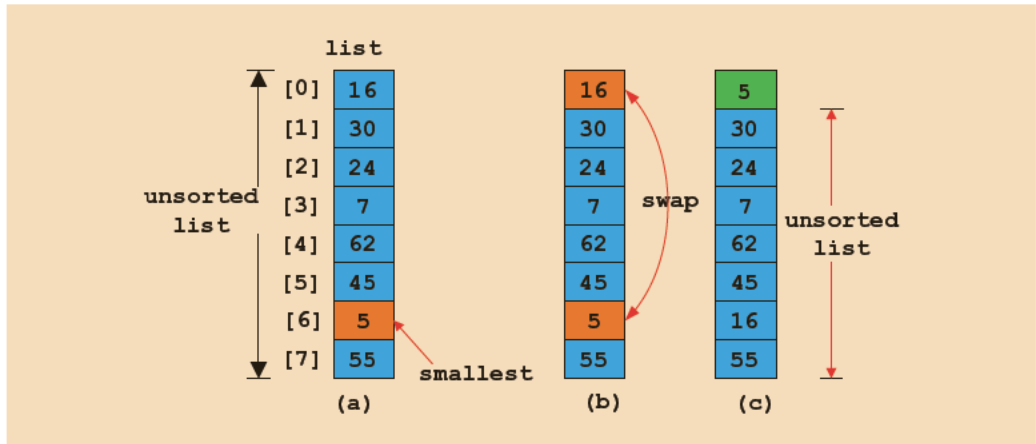 list
[0] 16 16 5
[1] 30 30 30
[2] 24 24 24
unsorted
list
[3] 7 7 7
swap
unsorted
list
[4] 62 62 62
[5] 45 45 45
[6] 5 5 16
[7] 55 55 55
smallest
(a) (b) (c)